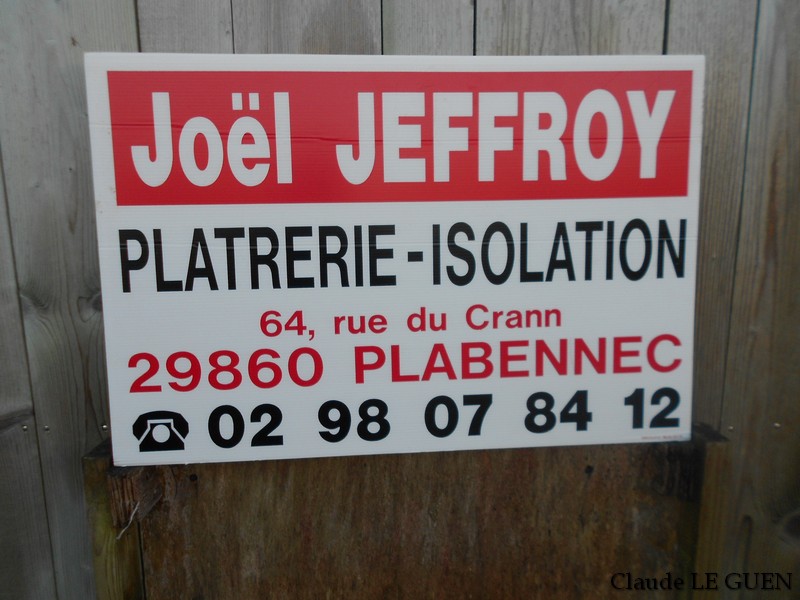 Joël JEFFROY
PLATRERIE - ISOLATION
64, rue du Crann
29860 PLABENNEC
02 98 07 84 12
Claude LE GUEN